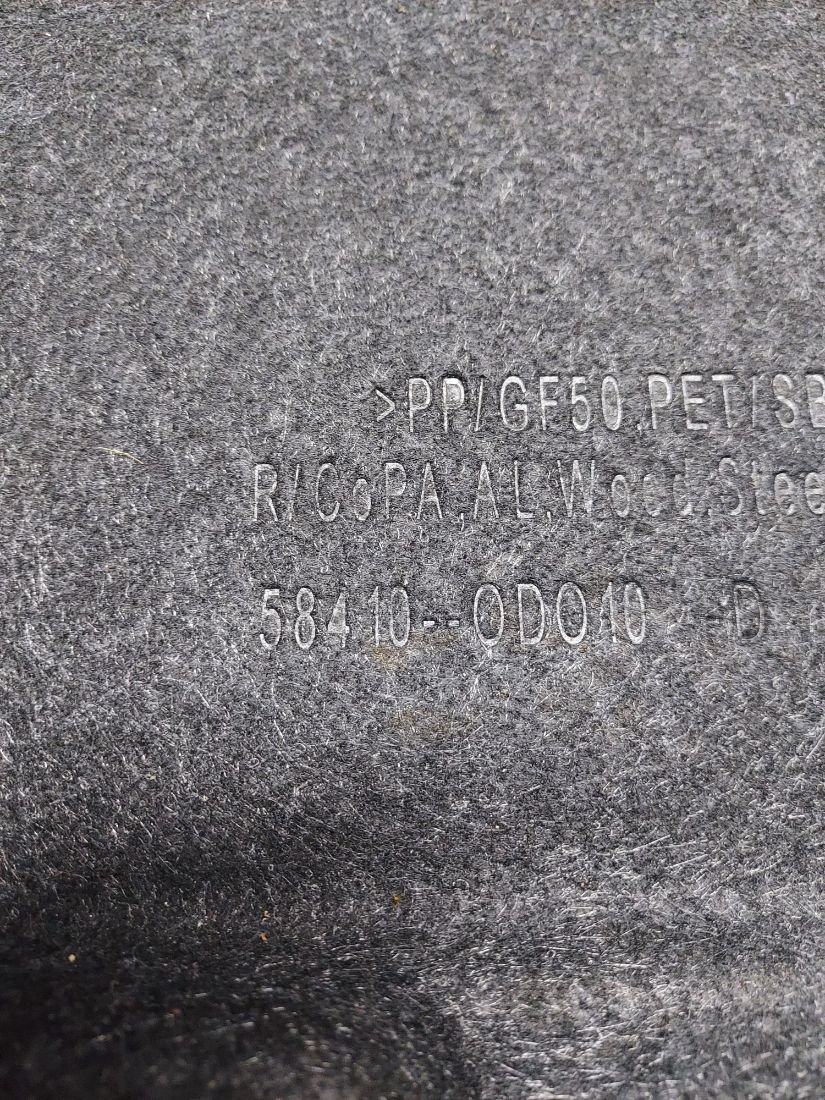 >PP/GF50,PET/SB
R/CoPA,AL,Wood,Stee
58410--0D010 -D